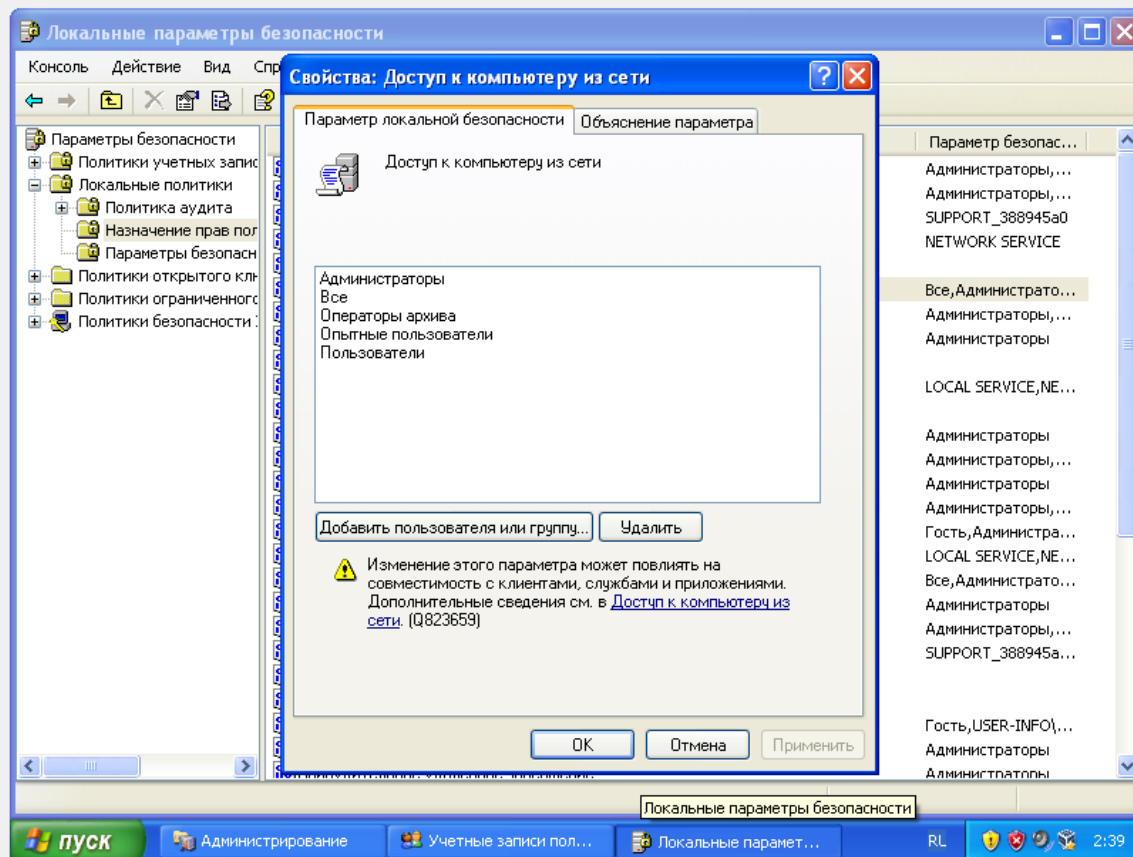 Локальные параметры безопасности
Консоль Действие Вид
Свойства: Доступ к компьютеру из сети
Параметр локальной безопасности Объяснение параметра
Доступ к компьютеру из сети
Администраторы
Все
Операторы архива
Опытные пользователи
Пользователи
Добавить пользователя или группу... Удалить
Изменение этого параметра может повлиять на
совместимость с клиентами, службами и приложениями.
Дополнительные сведения см. в Доступ к компьютеру из
сети. (Q823659)
OK Отмена Применить
Параметры безопасности
Политики учетных запис
Локальные политики
Политика аудита
Назначение прав пол
Параметры безопасн
Политики открытого клю
Политики ограниченного
Политики безопасности
Параметр безопас...
Администраторы,...
Администраторы,...
SUPPORT_388945a0
NETWORK SERVICE
Все,Администрато...
Администраторы,...
Администраторы
LOCAL SERVICE,NE...
Администраторы
Администраторы,...
Администраторы
Администраторы,...
Гость,Администра...
LOCAL SERVICE,NE...
Все,Администрато...
Администраторы
Администраторы,...
SUPPORT_388945a...
Гость,USER-INFO\...
Администраторы
Администраторы
Локальные параметры безопасности
пуск Администрирование Учетные записи пол... Локальные парамет... RL 2:39